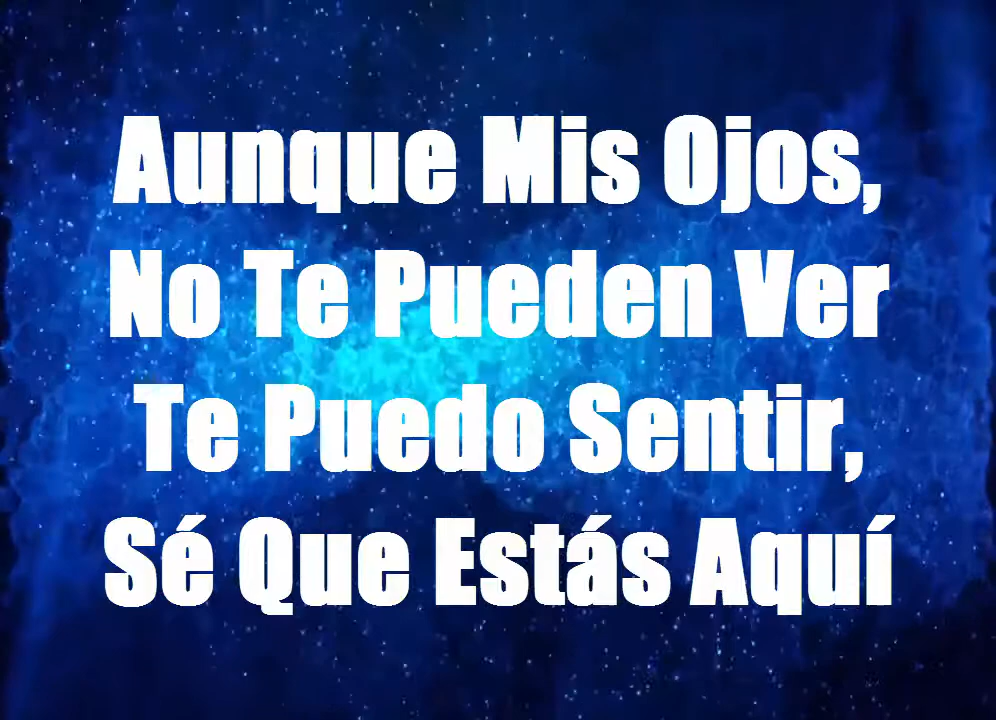 Aunque Mis Ojos,
No Te Pueden Ver
Te Puedo Sentir,
Sé Que Estás Aquí